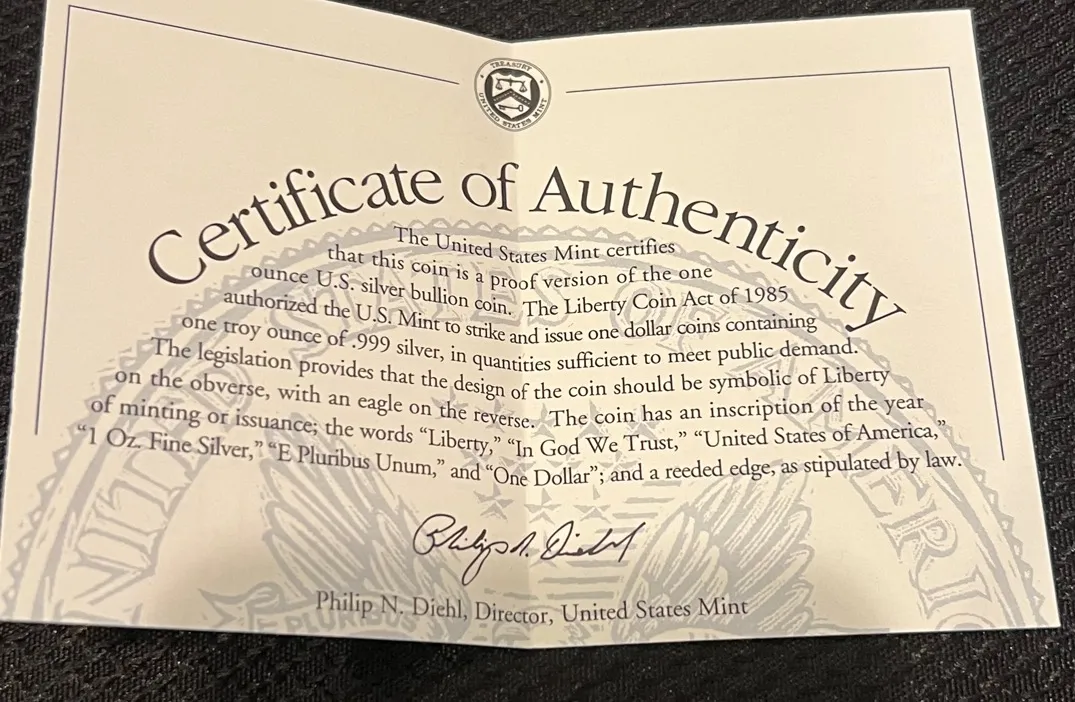 TREASURY
UNITED STATES MINT
Certificate of Authenticity
The United States Mint certifies
that this coin is a proof version of the one
ounce U.S. silver bullion coin. The Liberty Coin Act of 1985
authorized the U.S. Mint to strike and issue one dollar coins containing
one troy ounce of .999 silver, in quantities sufficient to meet public demand.
The legislation provides that the design of the coin should be symbolic of Liberty
on the obverse, with an eagle on the reverse. The coin has an inscription of the year
of minting or issuance; the words “Liberty,” “In God We Trust,” “United States of America,”
“1 Oz. Fine Silver,” “E Pluribus Unum,” and “One Dollar”; and a reeded edge, as stipulated by law.
Philip N. Diehl
Philip N. Diehl, Director, United States Mint
UNITED STATES OF AMERIC
E PLURIBUS U